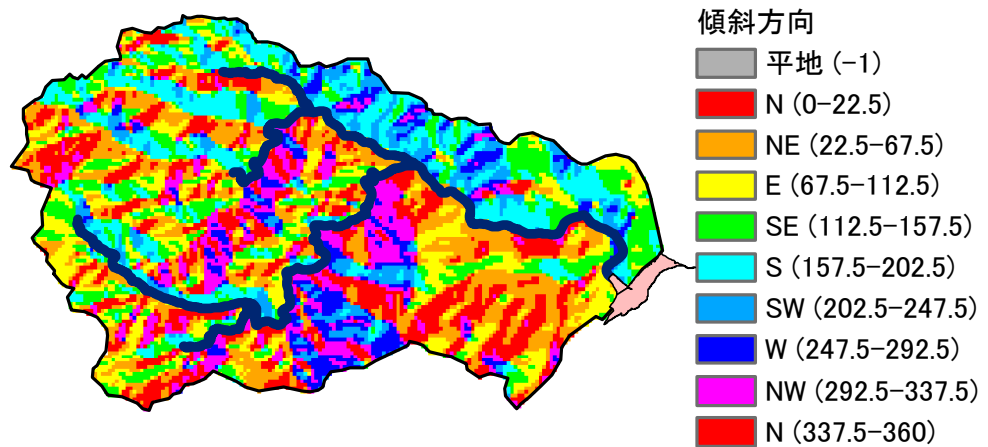 傾斜方向
平地 (-1)
N (0-22.5)
NE (22.5-67.5)
E (67.5-112.5)
SE (112.5-157.5)
S (157.5-202.5)
SW (202.5-247.5)
W (247.5-292.5)
NW (292.5-337.5)
N (337.5-360)